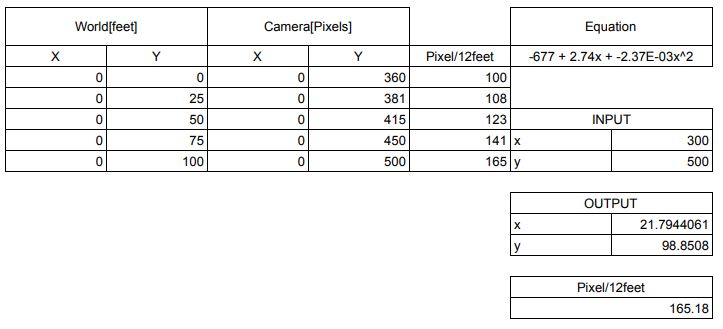 World[feet] Camera[Pixels] Equation
X Y X Y Pixel/12feet -677 + 2.74x + -2.37E-03x^2
0 0 0 360 100
0 25 0 381 108
0 50 0 415 123 INPUT
0 75 0 450 141 x 300
0 100 0 500 165 y 500
OUTPUT
x 21.7944061
y 98.8508
Pixel/12feet
165.18